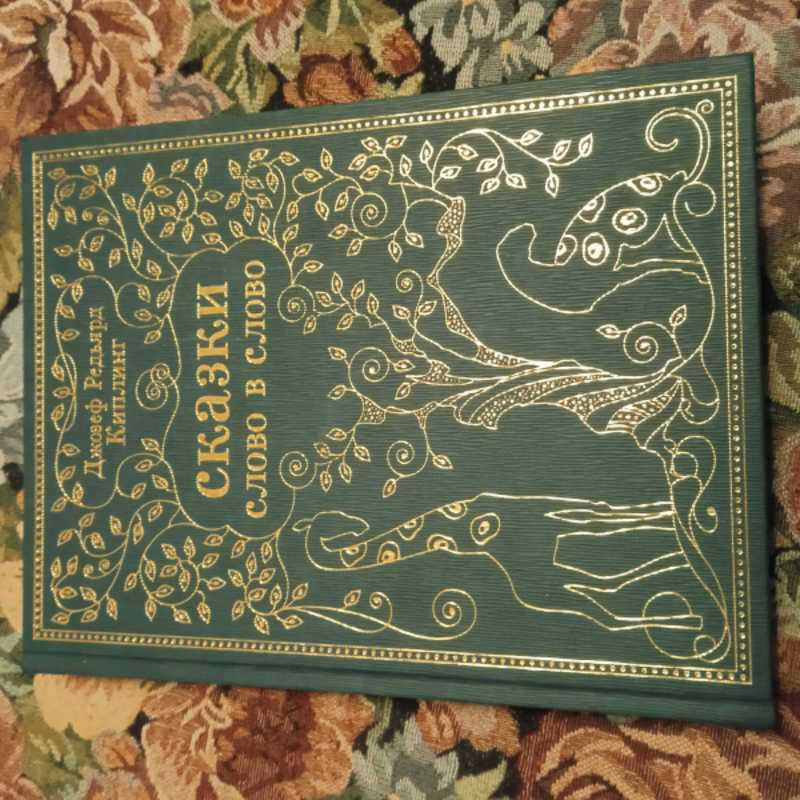 Джозеф Редьярд
Киплинг
сказки
слово в слово